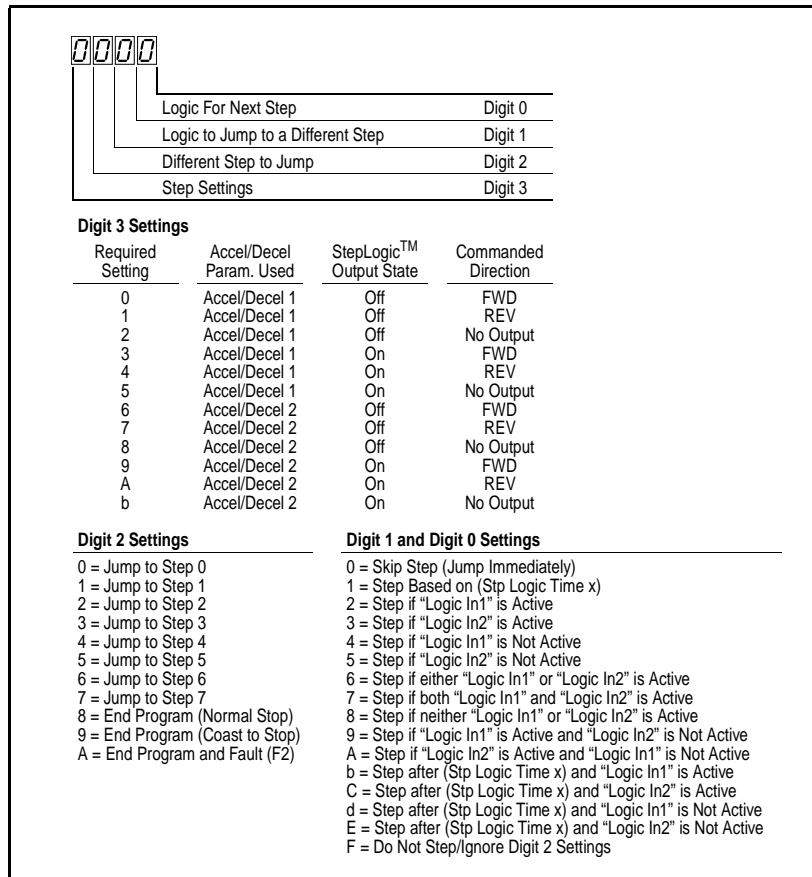 0000
Logic For Next Step Digit 0
Logic to Jump to a Different Step Digit 1
Different Step to Jump Digit 2
Step Settings Digit 3
Digit 3 Settings
Required Setting Accel/Decel Param. Used StepLogic™ Output State Commanded Direction
0 Accel/Decel 1 Off FWD
1 Accel/Decel 1 Off REV
2 Accel/Decel 1 Off No Output
3 Accel/Decel 1 On FWD
4 Accel/Decel 1 On REV
5 Accel/Decel 1 On No Output
6 Accel/Decel 2 Off FWD
7 Accel/Decel 2 Off REV
8 Accel/Decel 2 Off No Output
9 Accel/Decel 2 On FWD
A Accel/Decel 2 On REV
b Accel/Decel 2 On No Output
Digit 2 Settings
0 = Jump to Step 0
1 = Jump to Step 1
2 = Jump to Step 2
3 = Jump to Step 3
4 = Jump to Step 4
5 = Jump to Step 5
6 = Jump to Step 6
7 = Jump to Step 7
8 = End Program (Normal Stop)
9 = End Program (Coast to Stop)
A = End Program and Fault (F2)
Digit 1 and Digit 0 Settings
0 = Skip Step (Jump Immediately)
1 = Step Based on (Stp Logic Time x)
2 = Step if “Logic In1” is Active
3 = Step if “Logic In2” is Active
4 = Step if “Logic In1” is Not Active
5 = Step if “Logic In2” is Not Active
6 = Step if either “Logic In1” or “Logic In2” is Active
7 = Step if both “Logic In1” and “Logic In2” is Active
8 = Step if neither “Logic In1” or “Logic In2” is Active
9 = Step if “Logic In1” is Active and “Logic In2” is Not Active
A = Step if “Logic In2” is Active and “Logic In1” is Not Active
b = Step after (Stp Logic Time x) and “Logic In1” is Active
C = Step after (Stp Logic Time x) and “Logic In2” is Active
d = Step after (Stp Logic Time x) and “Logic In1” is Not Active
E = Step after (Stp Logic Time x) and “Logic In2” is Not Active
F = Do Not Step/Ignore Digit 2 Settings